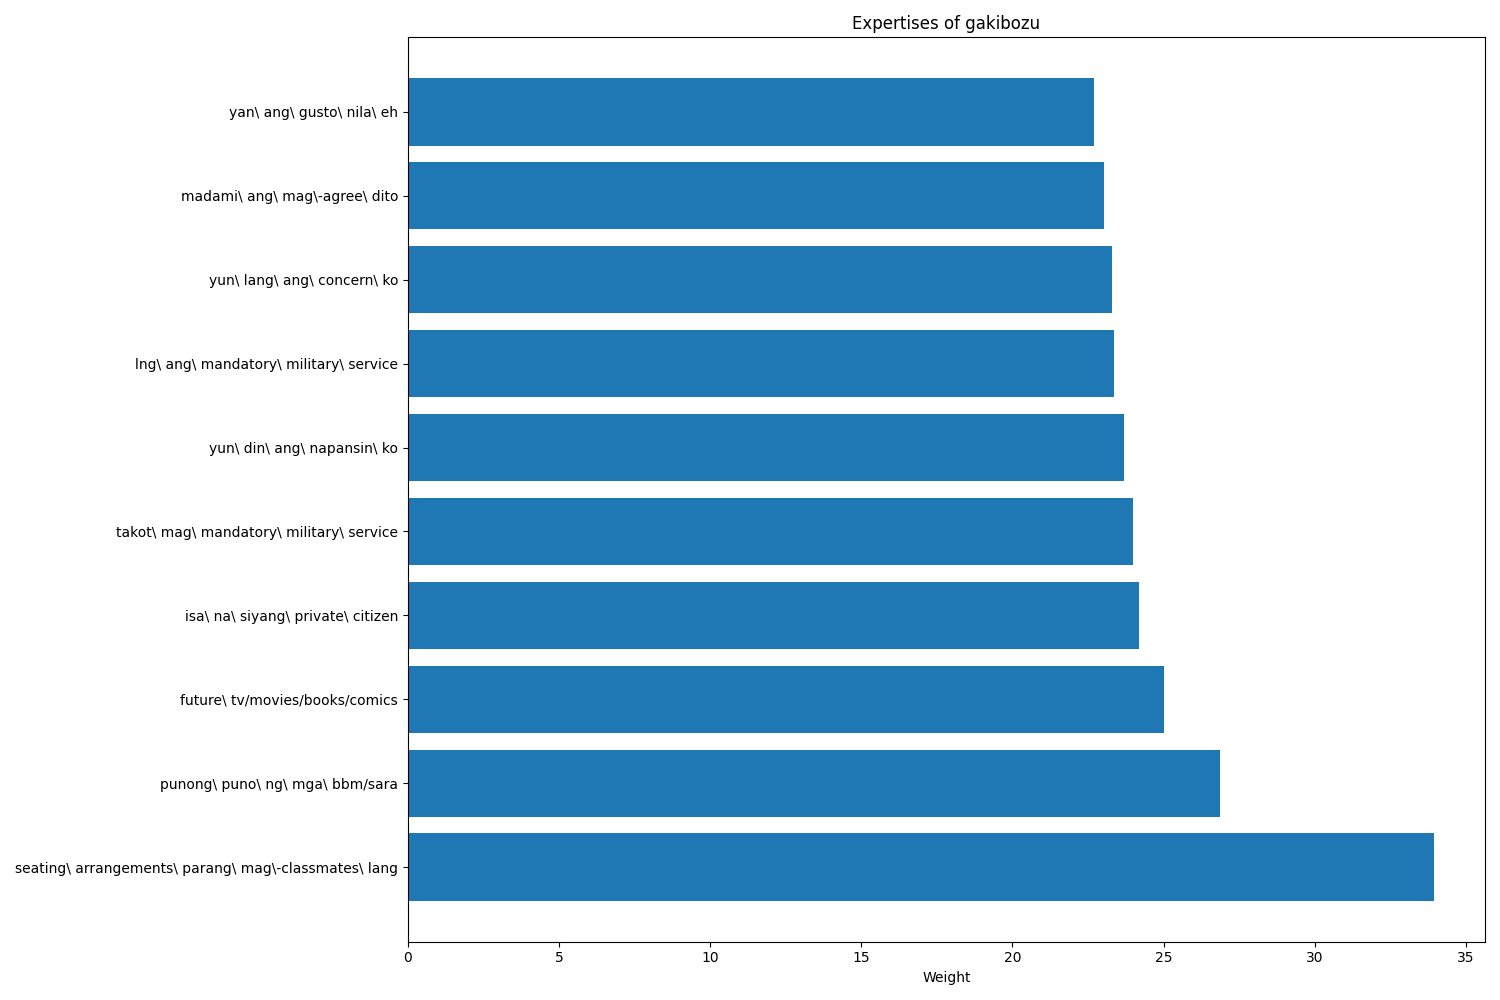 Expertises of gakibozu
yan\ ang\ gusto\ nila\ eh
madami\ ang\ mag\-agree\ dito
yun\ lang\ ang\ concern\ ko
lng\ ang\ mandatory\ military\ service
yun\ din\ ang\ napansin\ ko
takot\ mag\ mandatory\ military\ service
isa\ na\ siyang\ private\ citizen
future\ tv/movies/books/comics
punong\ puno\ ng\ mga\ bbm/sara
seating\ arrangements\ parang\ mag\-classmates\ lang
0 5 10 15 20 25 30 35
Weight